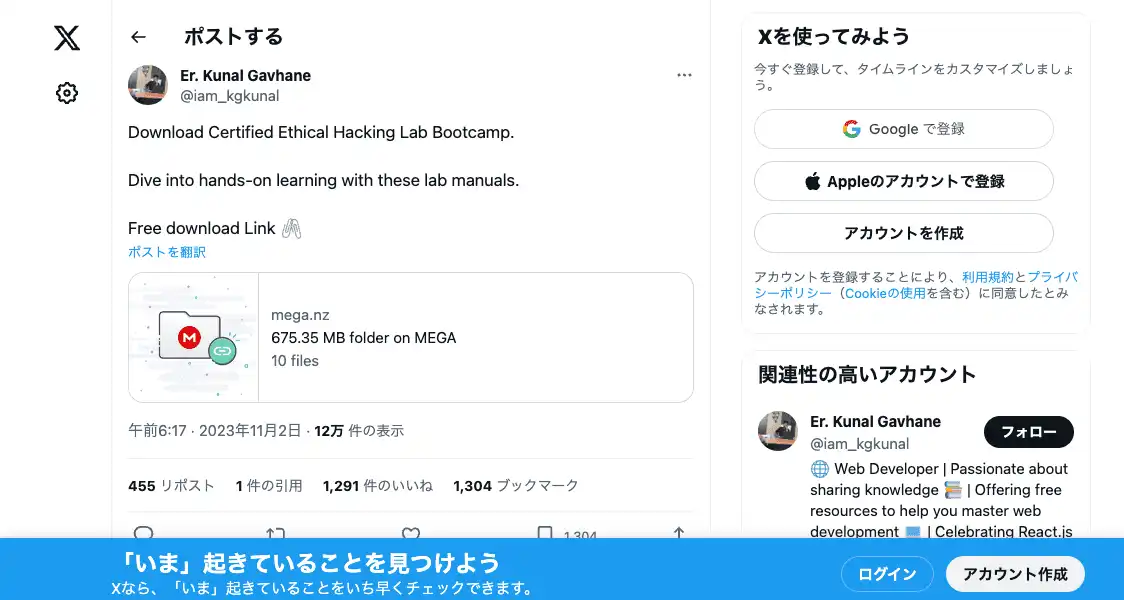 ポストする
Er. Kunal Gavhane
@iam_kgkunal
Download Certified Ethical Hacking Lab Bootcamp.
Dive into hands-on learning with these lab manuals.
Free download Link
ポストを翻訳
mega.nz
675.35 MB folder on MEGA
10 files
午前6:17 · 2023年11月2日 · 12万 件の表示
455 リポスト 1 件の引用 1,291 件のいいね 1,304 ブックマーク
1,304
Xを使ってみよう
今すぐ登録して、タイムラインをカスタマイズしましょ
う。
Google で登録
Appleのアカウントで登録
アカウントを作成
アカウントを登録することにより、利用規約とプライバ
シーポリシー（Cookieの使用を含む）に同意したとみ
なされます。
関連性の高いアカウント
Er. Kunal Gavhane
@iam_kgkunal
フォロー
Web Developer | Passionate about
sharing knowledge | Offering free
resources to help you master web
development | Celebrating React.js
「いま」起きていることを見つけよう
Xなら、「いま」起きていることをいち早くチェックできます。
ログイン
アカウント作成